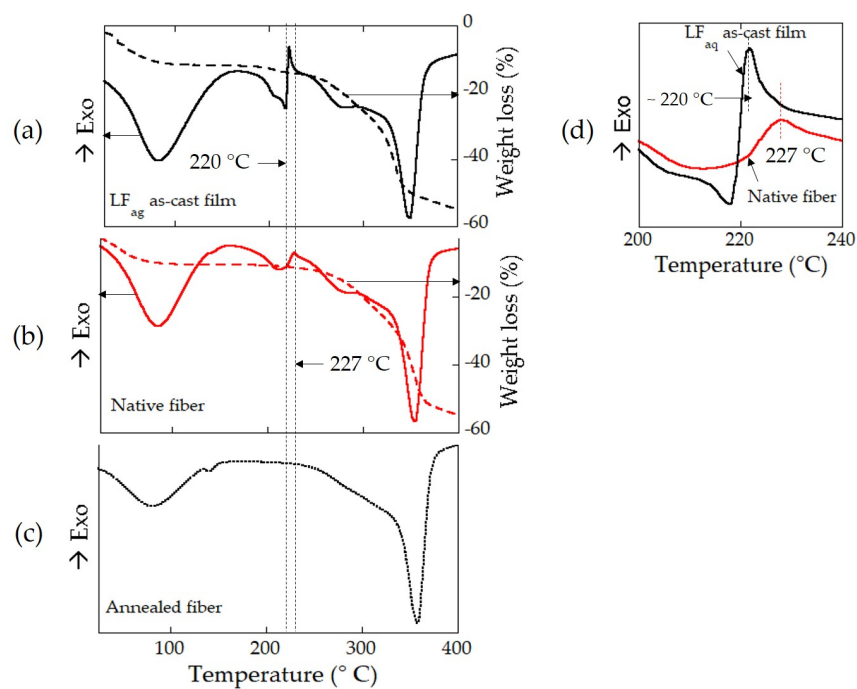 (a)
→ Exo
0
-20
-40
-60
Weight loss (%)
220 °C
LFag as-cast film
(b)
→ Exo
-20
-40
-60
Weight loss (%)
227 °C
Native fiber
(c)
→ Exo
Annealed fiber
100 200 300 400
Temperature (° C)
(d)
→ Exo
LFaq as-cast film
~ 220 °C
227 °C
Native fiber
200 220 240
Temperature (°C)